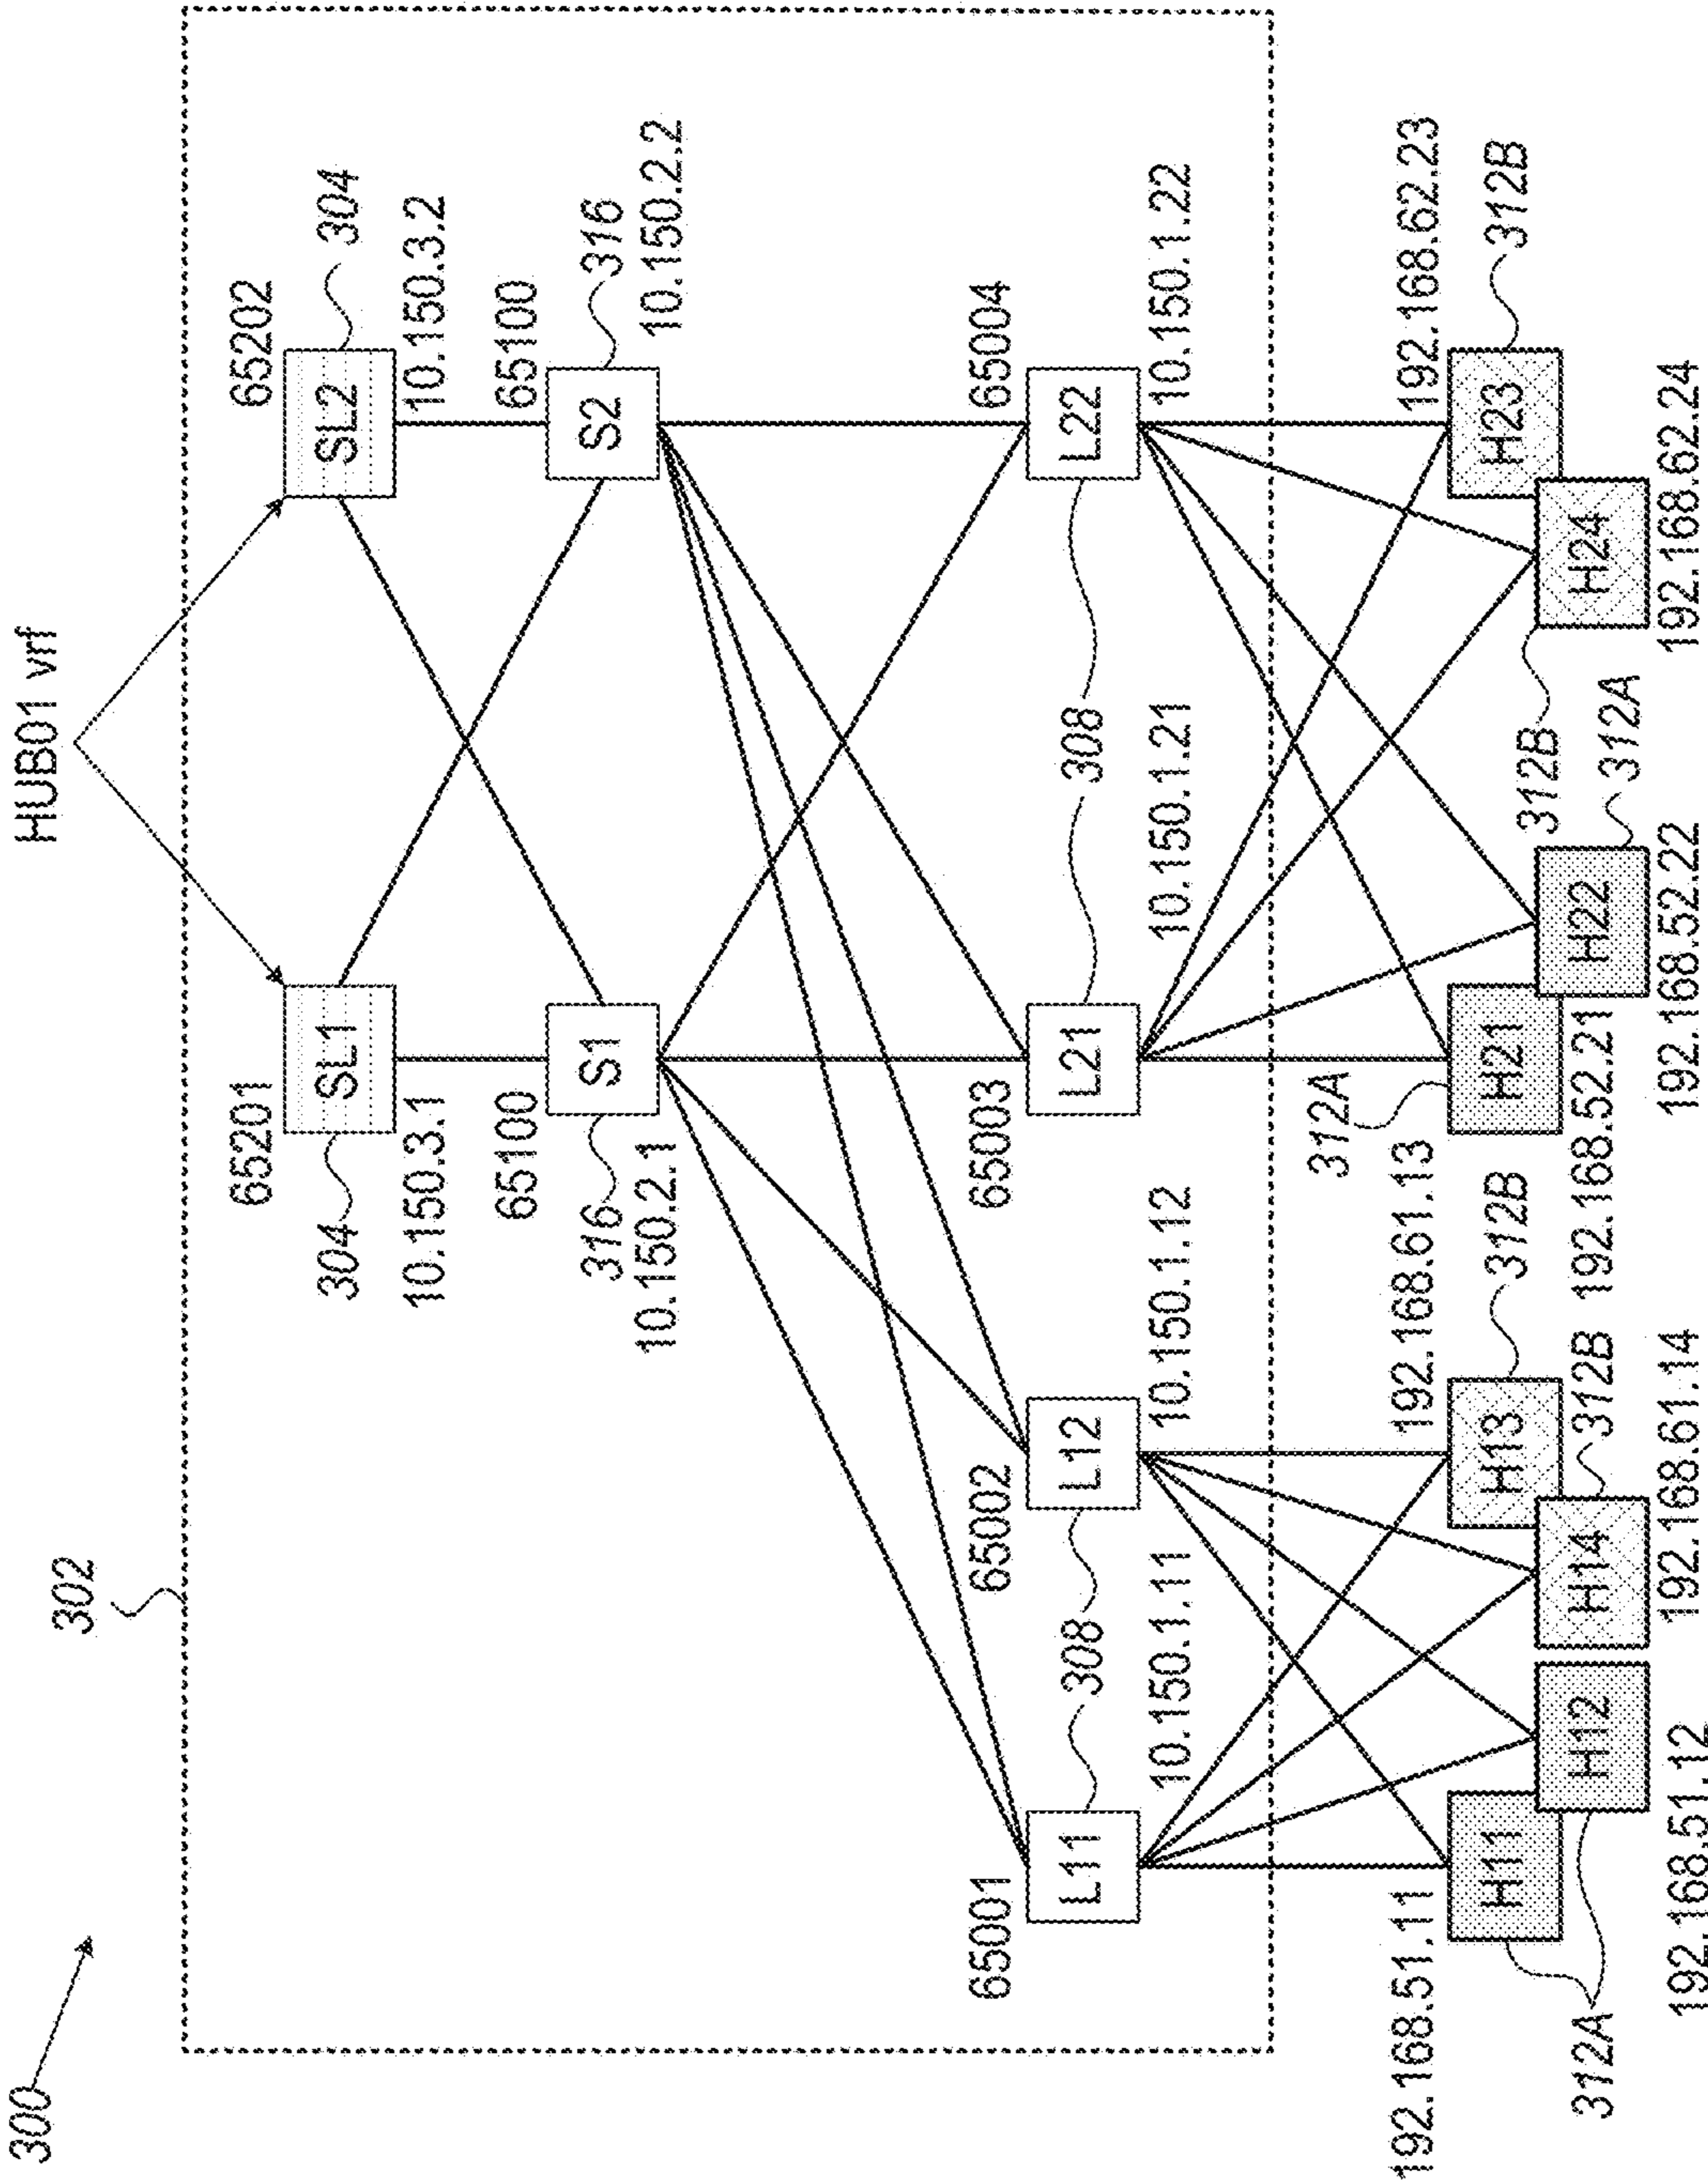 300
302
HUB01 vrf
65201
SL1
304
10.150.3.1
65202
SL2
304
10.150.3.2
65100
S1
316
10.150.2.1
65100
S2
316
10.150.2.2
65001
L11
308
10.150.1.11
65002
L12
10.150.1.12
65003
L21
308
10.150.1.21
65004
L22
10.150.1.22
192.168.51.11
H11
312A
H12
192.168.51.12
192.168.61.13
H13
312B
H14
312B
192.168.61.14
312A
H21
192.168.52.21
H22
312A
192.168.52.22
192.168.62.23
H23
312B
H24
312B
192.168.62.24